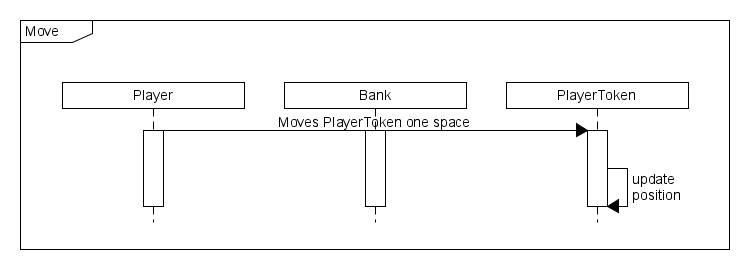 Move
Player
Bank
PlayerToken
Moves PlayerToken one space
update
position